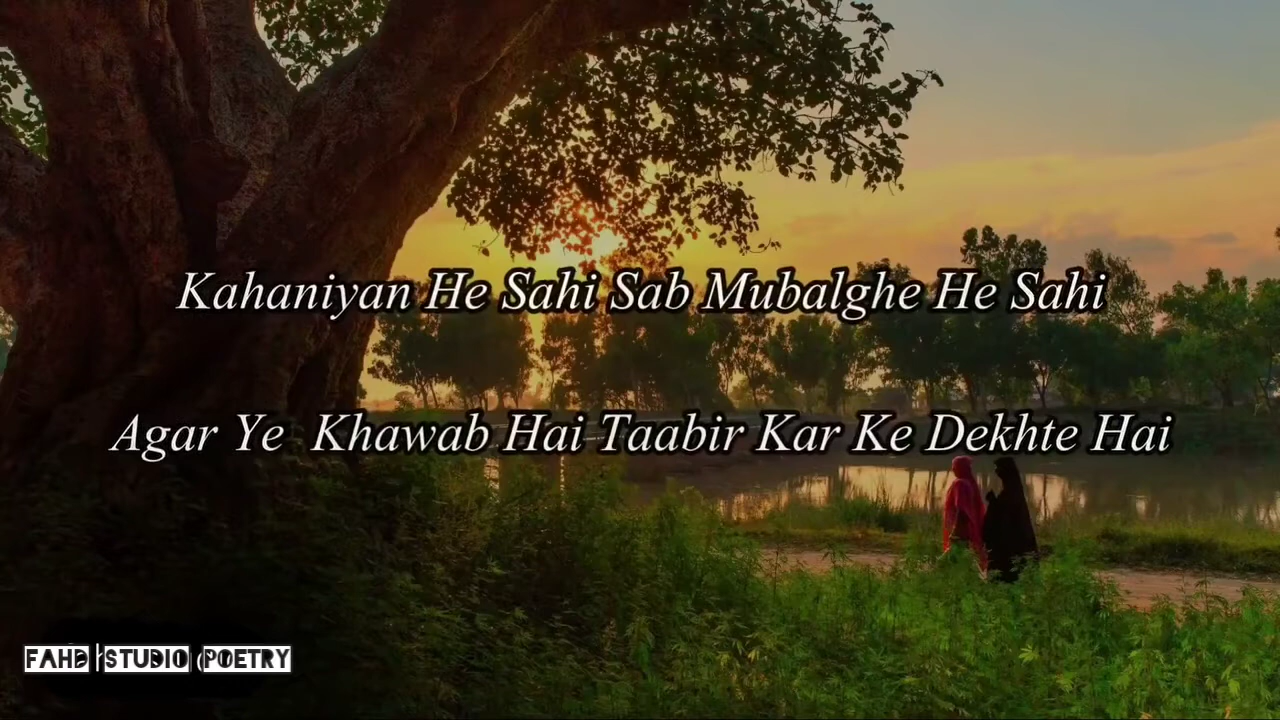 Kahaniyan He Sahi Sab Mubalghe He Sahi
Agar Ye Khawab Hai Taabir Kar Ke Dekhte Hai
FAHD STUDIO POETRY